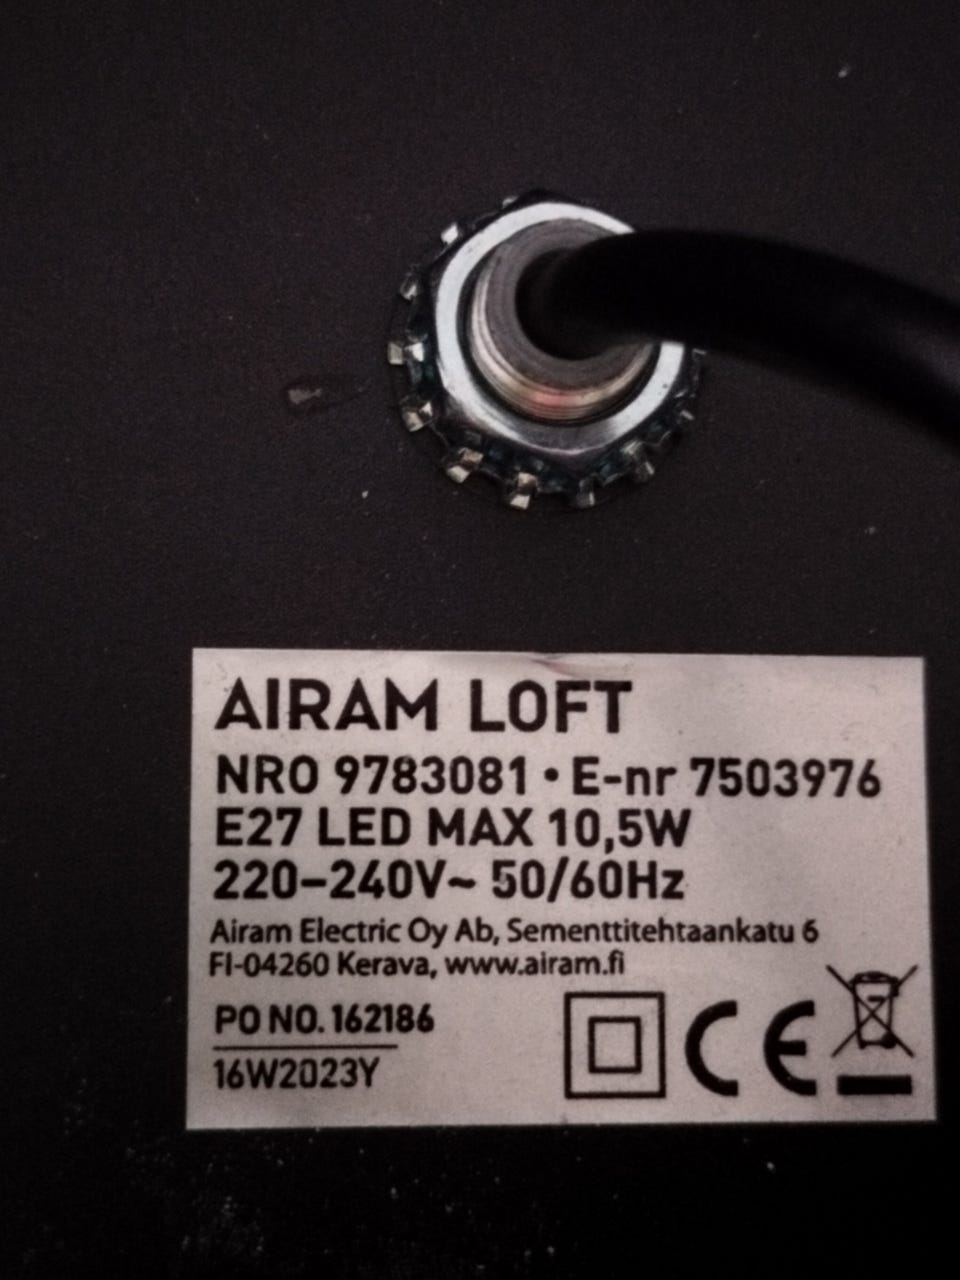 AIRAM LOFT
NRO 9783081 • E-nr 7503976
E27 LED MAX 10,5W
220–240V~ 50/60Hz
Airam Electric Oy Ab, Sementtitehtaankatu 6
FI-04260 Kerava, www.airam.fi
PO NO. 162186
16W2023Y
CE